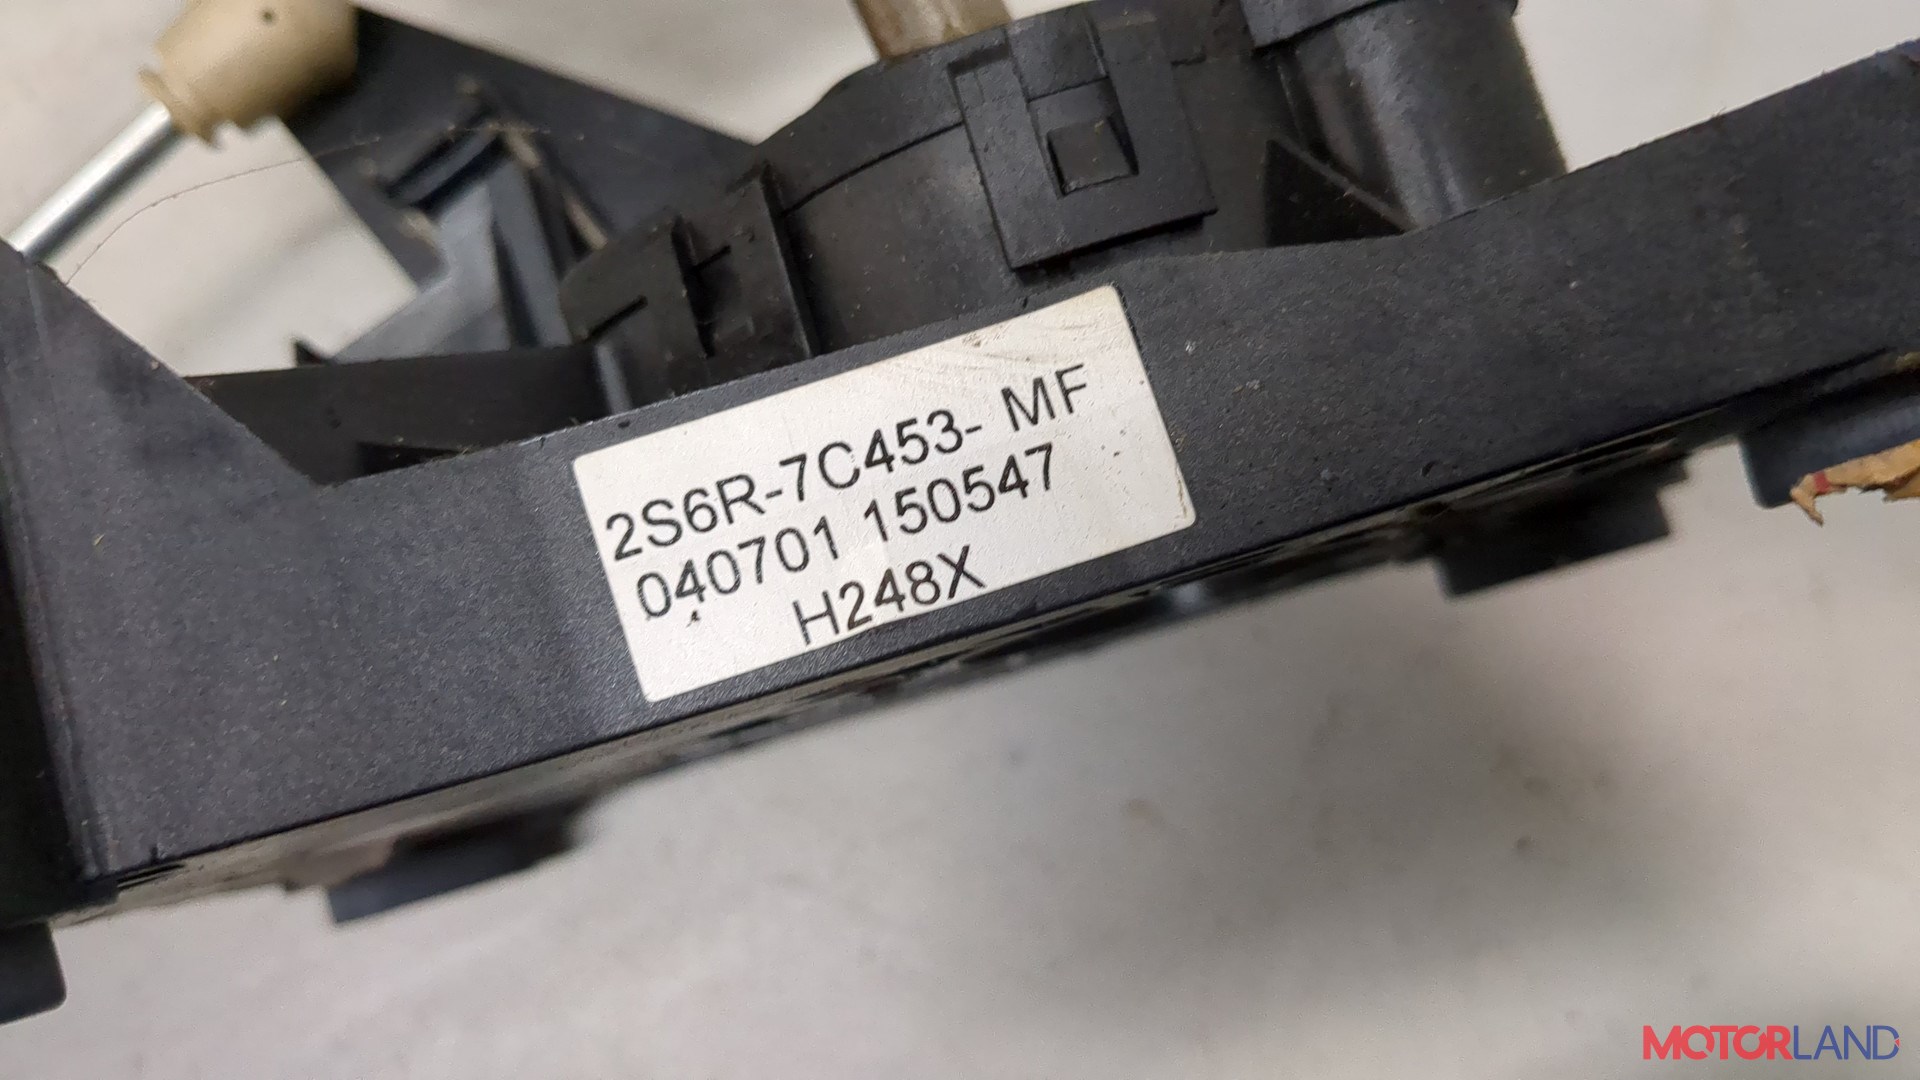 2S6R-7C453- MF
040701 150547
H248X
MOTORLAND